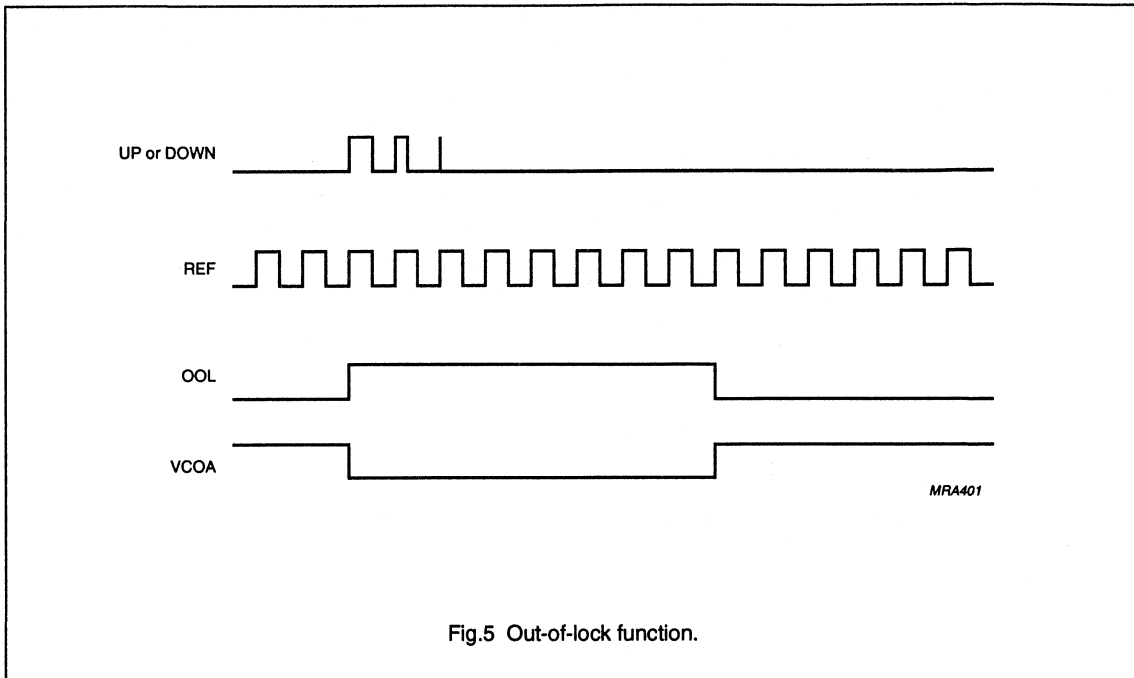 UP or DOWN
REF
OOL
VCOA
MRA401
Fig.5 Out-of-lock function.